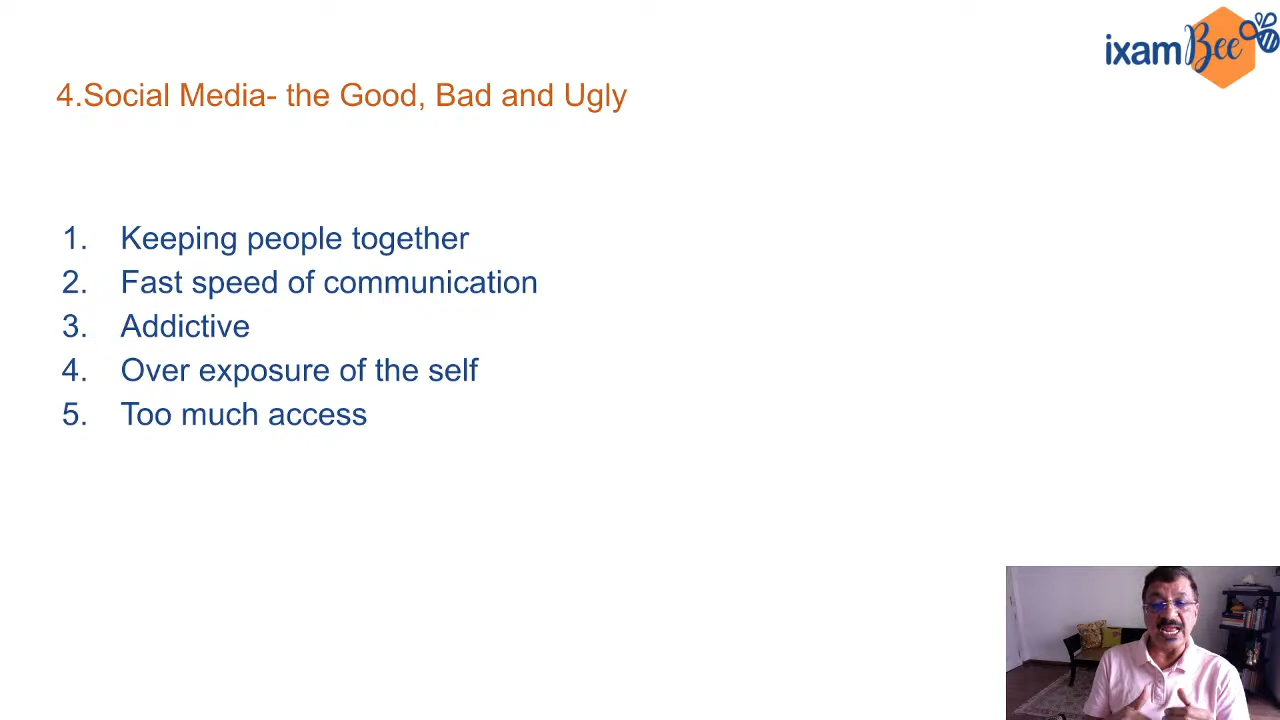 ixamBee
4.Social Media- the Good, Bad and Ugly
1. Keeping people together
2. Fast speed of communication
3. Addictive
4. Over exposure of the self
5. Too much access